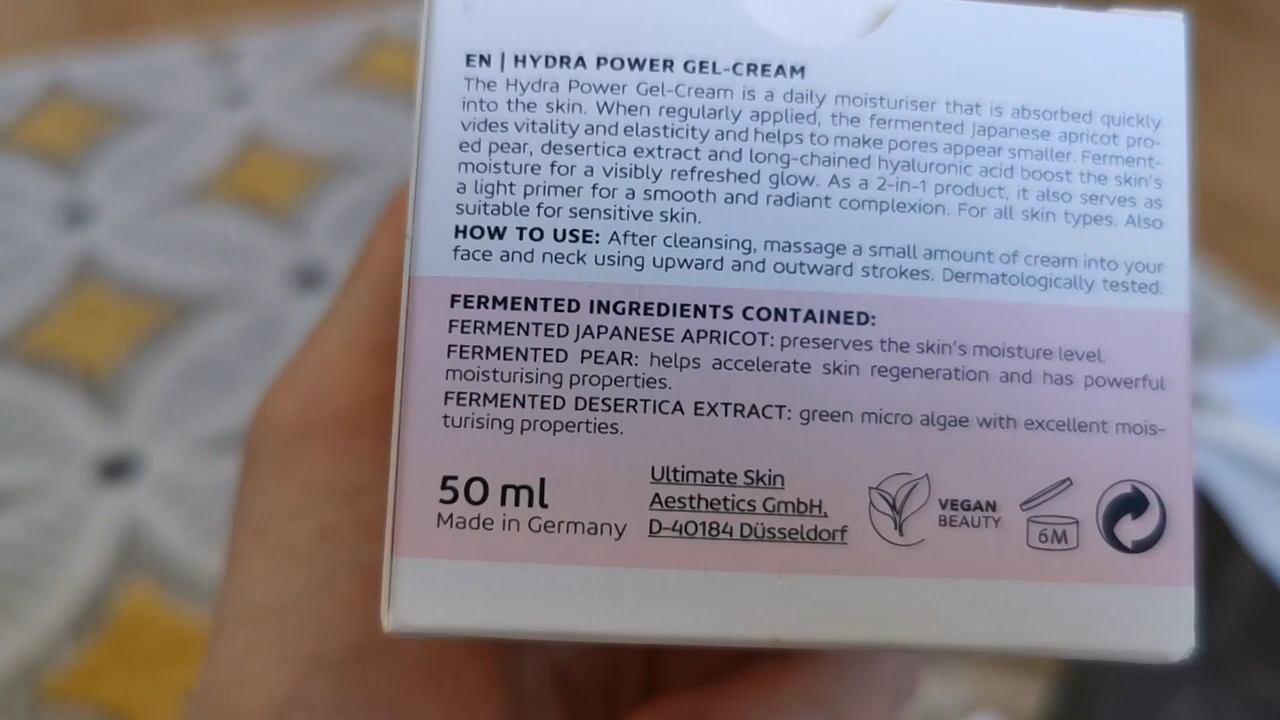 EN | HYDRA POWER GEL-CREAM
The Hydra Power Gel-Cream is a daily moisturiser that is absorbed quickly
into the skin. When regularly applied, the fermented Japanese apricot pro-
vides vitality and elasticity and helps to make pores appear smaller. Ferment-
ed pear, desertica extract and long-chained hyaluronic acid boost the skin's
moisture for a visibly refreshed glow. As a 2-in-1 product, it also serves as
a light primer for a smooth and radiant complexion. For all skin types. Also
suitable for sensitive skin.
HOW TO USE: After cleansing, massage a small amount of cream into your
face and neck using upward and outward strokes. Dermatologically tested.
FERMENTED INGREDIENTS CONTAINED:
FERMENTED JAPANESE APRICOT: preserves the skin's moisture level.
FERMENTED PEAR: helps accelerate skin regeneration and has powerful
moisturising properties.
FERMENTED DESERTICA EXTRACT: green micro algae with excellent mois-
turising properties.
50 ml
Made in Germany
Ultimate Skin
Aesthetics GmbH,
D-40184 Düsseldorf
VEGAN
BEAUTY
6M